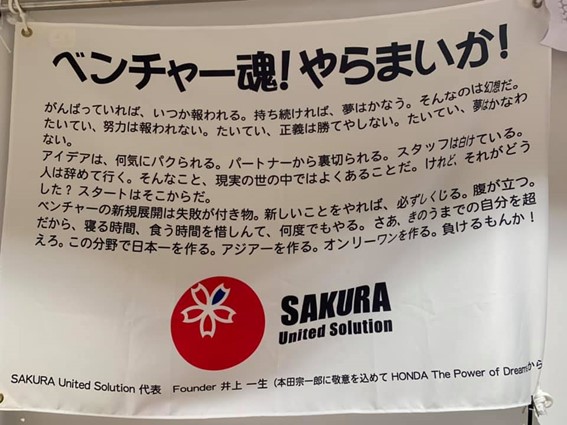 ベンチャー魂！やらまいか！
がんばっていれば、いつか報われる。持ち続ければ、夢はかなう。そんなのは幻想だ。
たいてい、努力は報われない。たいてい、正義は勝てやしない。たいてい、夢はかなわ
ない。
アイデアは、何気にパクられる。パートナーから裏切られる。スタッフは白けている。
人は辞めて行く。そんなこと、現実の世の中ではよくあることだ。けれど、それがどう
した？スタートはそこからだ。
ベンチャーの新規展開は失敗が付き物。新しいことをやれば、必ずしくじる。腹が立つ。
だから、寝る時間、食う時間を惜しんで、何度でもやる。さあ、きのうまでの自分を超
えろ。この分野で日本一を作る。アジアーを作る。オンリーワンを作る。負けるもんか！
SAKURA
United Solution
SAKURA United Solution 代表　Founder 井上 一生（本田宗一郎に敬意を込めて HONDA The Power of Dreamから